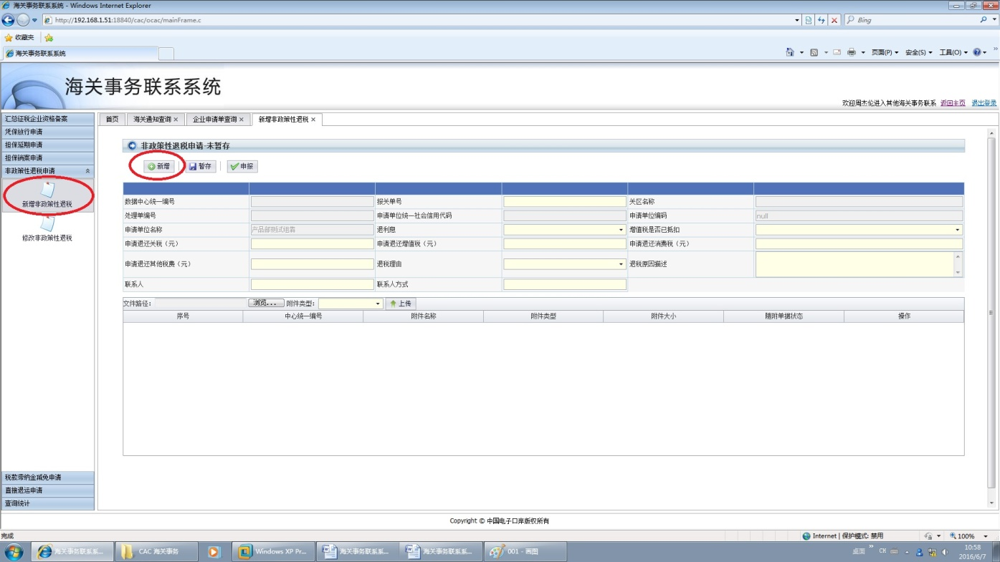 海关事务联系系统 - Windows Internet Explorer
http://192.168.1.51:18840/cac/ocac/mainFrame.c
Bing
收藏夹
海关事务联系系统
页面(P) 安全(S) 工具(O)
海关事务联系系统
欢迎周杰伦进入其他海关事务联系 返回主页 退出登录
汇总征税企业资格备案
凭保放行申请
担保延期申请
担保销案申请
非政策性退税申请
新增非政策性退税
修改非政策性退税
税款滞纳金减免申请
直接退运申请
查询统计
首页 海关通知查询 × 企业申请单查询 × 新增非政策性退税 ×
非政策性退税申请-未暂存
新增 暂存 申报
数据中心统一编号 报关单号 关区名称
处理单编号 申请单位统一社会信用代码 申请单位编码 null
申请单位名称 产品部测试组 退利息 增值税是否已抵扣
申请退还关税（元） 申请退还增值税（元） 申请退还消费税（元）
申请退还其他税费（元） 退税理由 退税原因描述
联系人 联系人方式
文件路径： 浏览... 附件类型： 上传
序号 中心统一编号 附件名称 附件类型 附件大小 随附单据状态 操作
Copyright © 中国电子口岸版权所有
完成 Internet | 保护模式: 禁用 100%
海关事务联系系... CAC 海关事务 Windows XP Pr... 海关事务联系系... 海关事务联系系... 001 - 画图 桌面 CH 10:58
2016/6/7